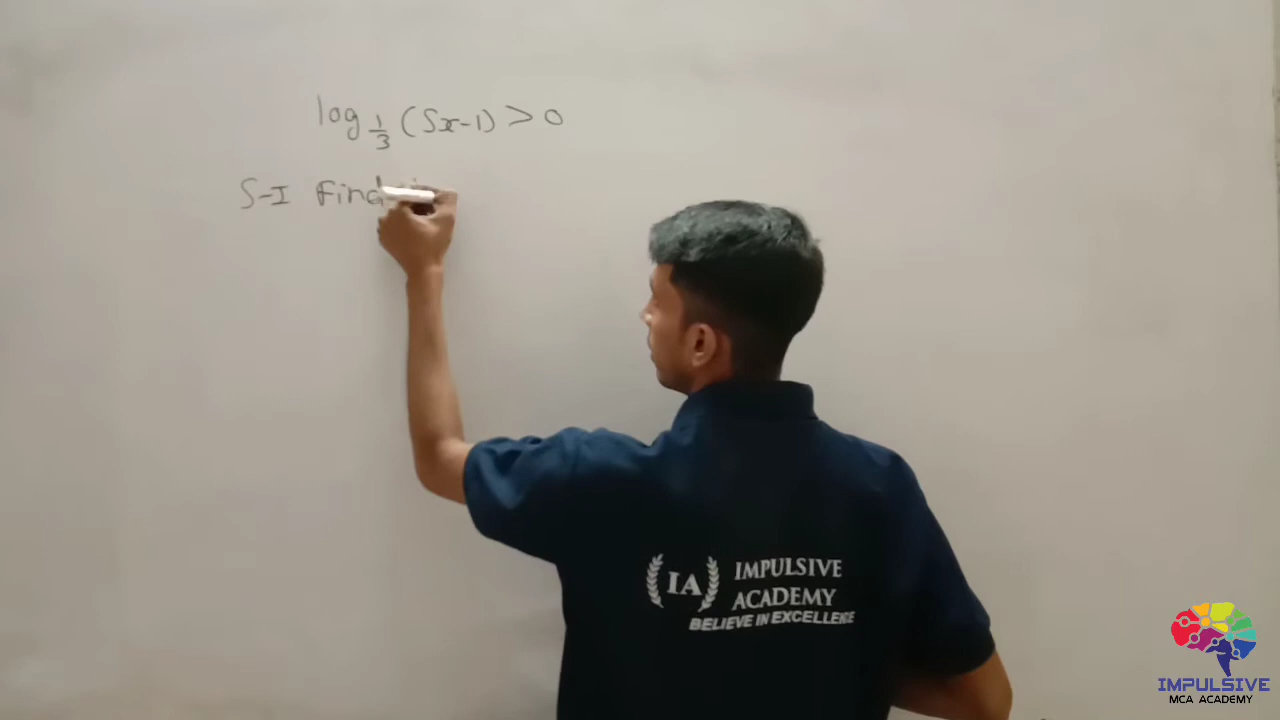 log 1/3 (5x-1) > 0
S-I Find
IA IMPULSIVE
ACADEMY
BELIEVE IN EXCELLENCE
IMPULSIVE
MCA ACADEMY